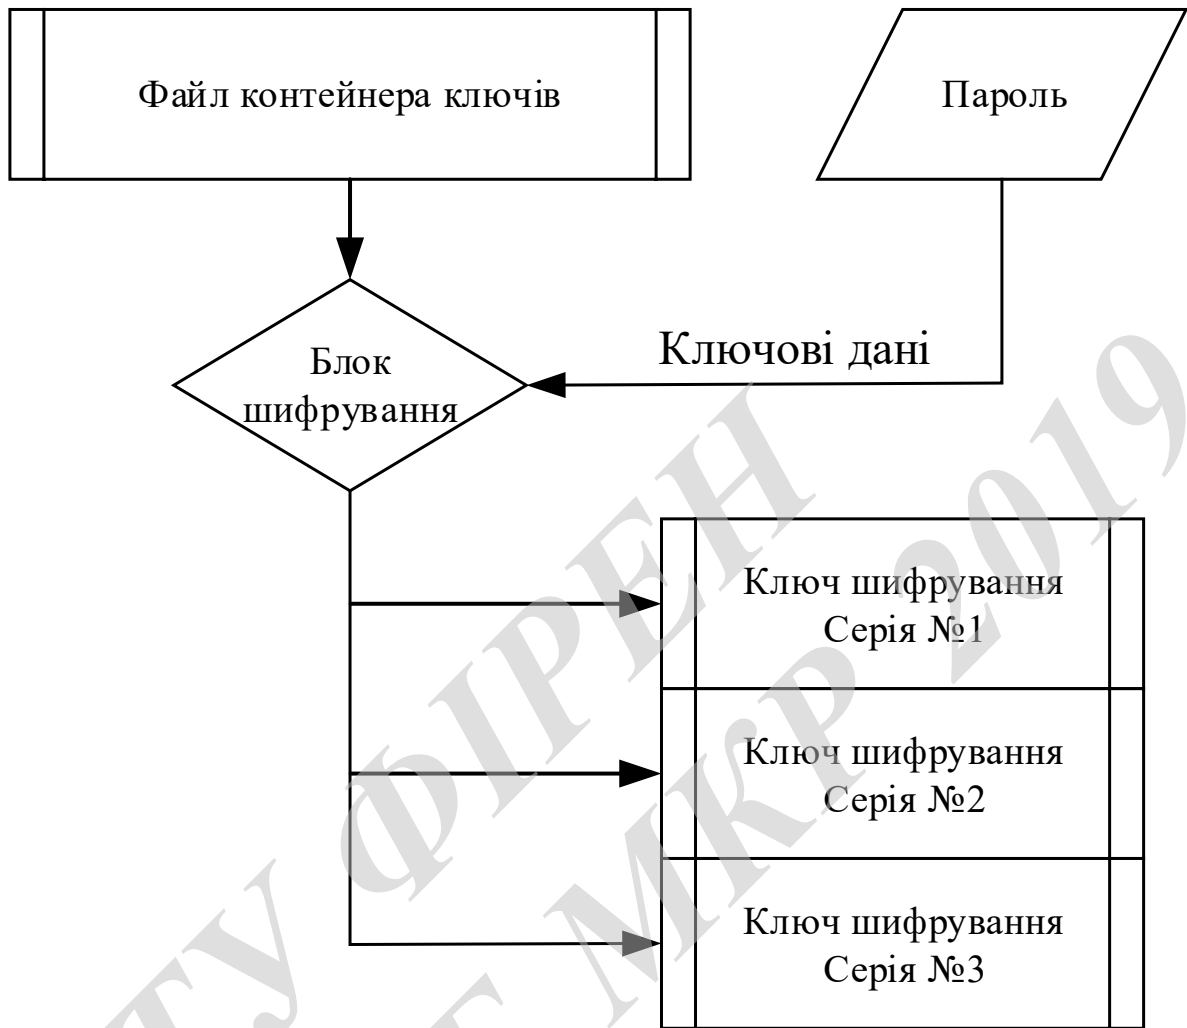 Файл контейнера ключів
Пароль
Блок
шифрування
Ключові дані
Ключ шифрування
Серія №1
Ключ шифрування
Серія №2
Ключ шифрування
Серія №3
ТУ ФІРЕН
МКР 2019